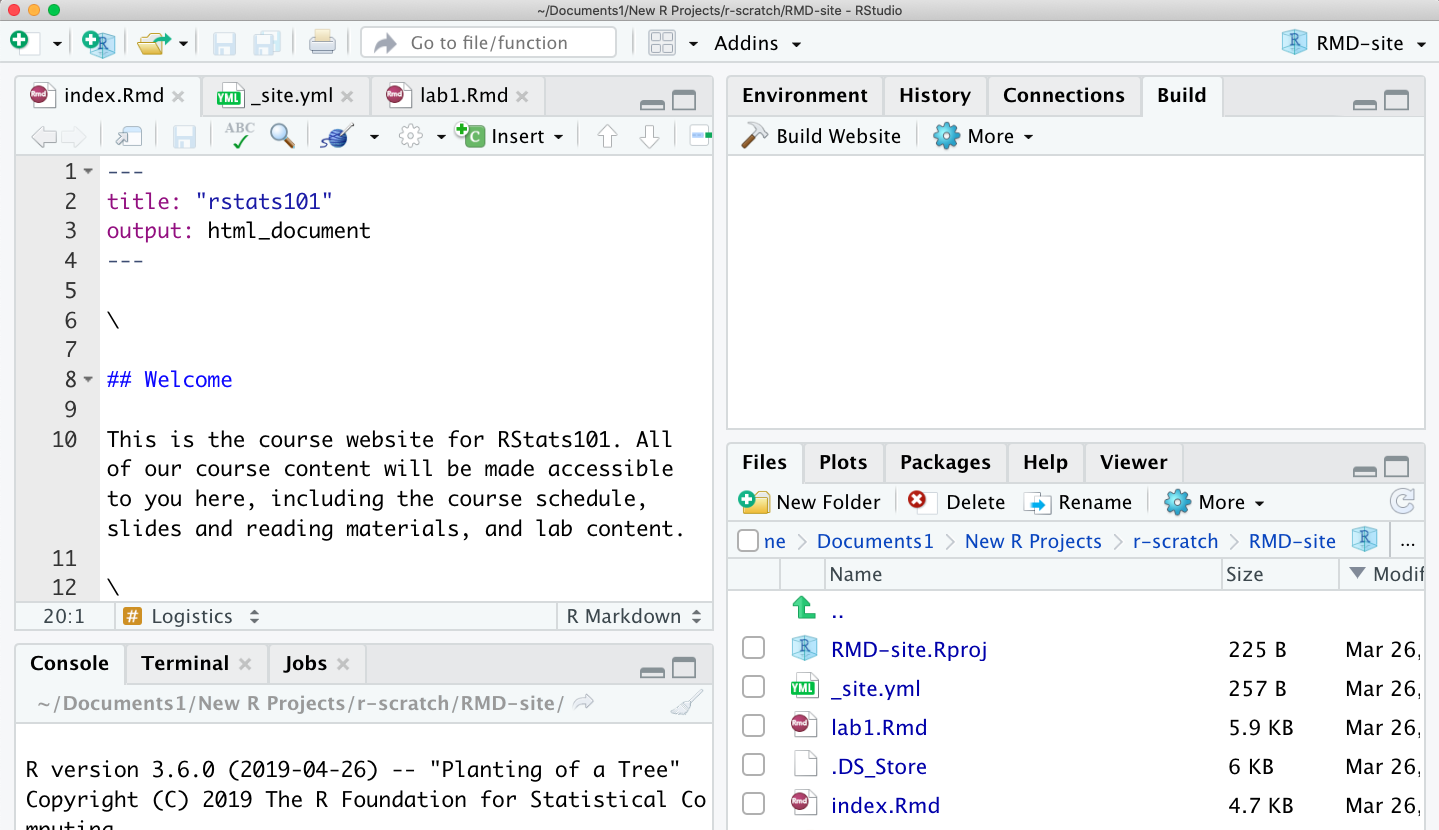 ~/Documents1/New R Projects/r-scratch/RMD-site - RStudio
Go to file/function
Addins
RMD-site
index.Rmd
_site.yml
lab1.Rmd
ABC
Insert
1 ---
2 title: "rstats101"
3 output: html_document
4 ---
5
6 \
7
8 ## Welcome
9
10 This is the course website for RStats101. All
of our course content will be made accessible
to you here, including the course schedule,
slides and reading materials, and lab content.
11
12 \
20:1 # Logistics R Markdown
Console Terminal Jobs
~/Documents1/New R Projects/r-scratch/RMD-site/
R version 3.6.0 (2019-04-26) -- "Planting of a Tree"
Copyright (C) 2019 The R Foundation for Statistical Co
mputing
Environment History Connections Build
Build Website More
Files Plots Packages Help Viewer
New Folder Delete Rename More
ne > Documents1 > New R Projects > r-scratch > RMD-site ...
Name Size Modif
..
RMD-site.Rproj 225 B Mar 26,
YML _site.yml 257 B Mar 26,
Rmd lab1.Rmd 5.9 KB Mar 26,
.DS_Store 6 KB Mar 26,
Rmd index.Rmd 4.7 KB Mar 26,